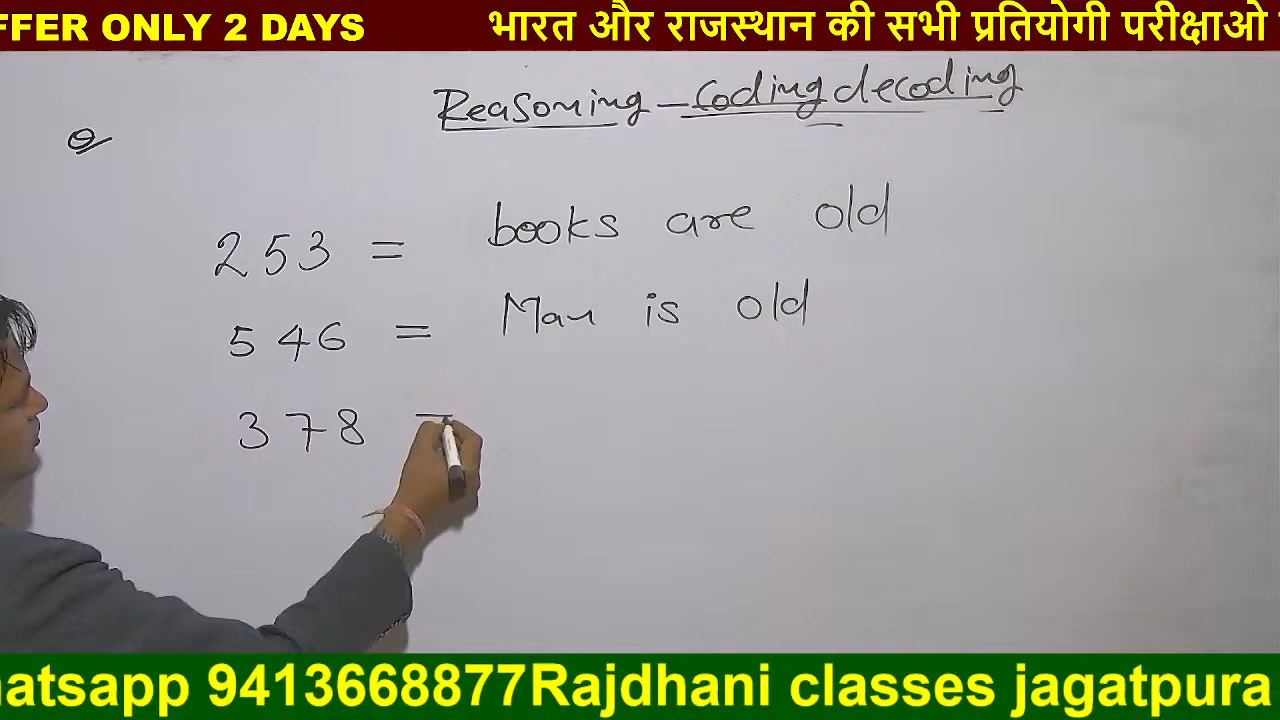 FFER ONLY 2 DAYS भारत और राजस्थान की सभी प्रतियोगी परीक्षाओ
Reasoning - Coding decoding
Q
253 = books are old
546 = Man is old
378
hatsapp 9413668877Rajdhani classes jagatpura